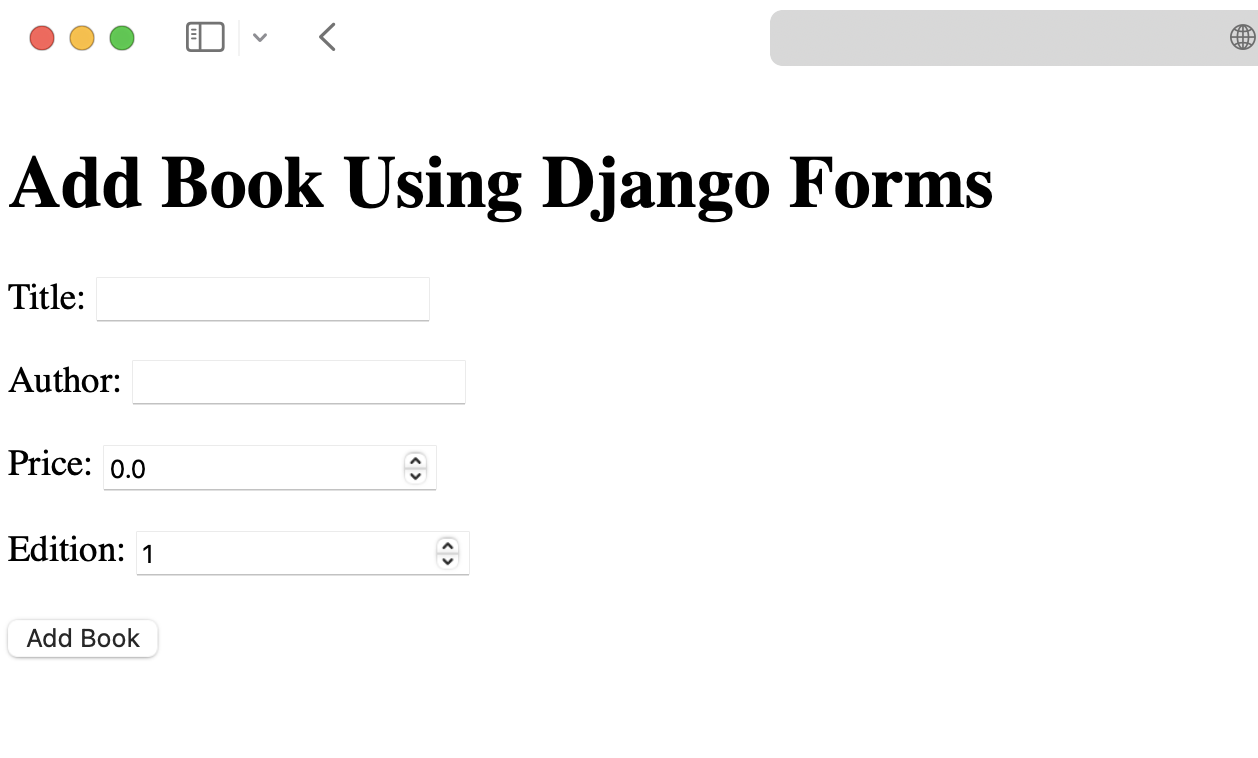 Add Book Using Django Forms
Title:
Author:
Price: 0.0
Edition: 1
Add Book